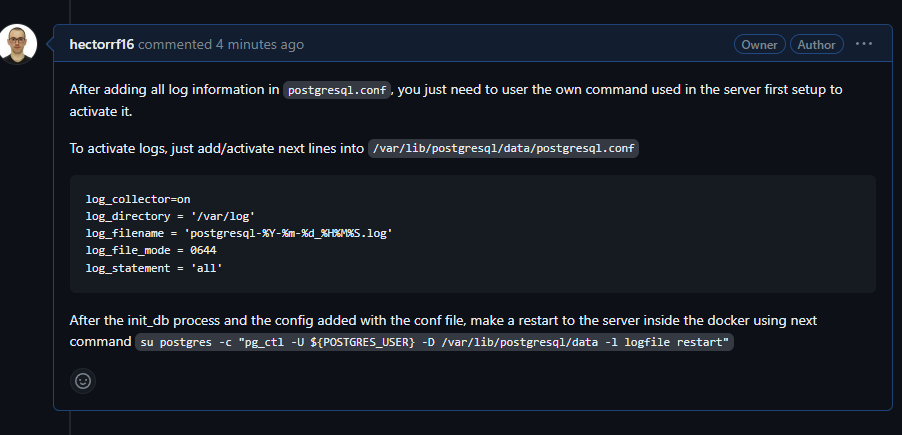 hectorrf16 commented 4 minutes ago Owner Author ...
After adding all log information in postgresql.conf, you just need to user the own command used in the server first setup to
activate it.
To activate logs, just add/activate next lines into /var/lib/postgresql/data/postgresql.conf
log_collector=on
log_directory = '/var/log'
log_filename = 'postgresql-%Y-%m-%d_%H%M%S.log'
log_file_mode = 0644
log_statement = 'all'
After the init_db process and the config added with the conf file, make a restart to the server inside the docker using next
command su postgres -c "pg_ctl -U ${POSTGRES_USER} -D /var/lib/postgresql/data -l logfile restart"